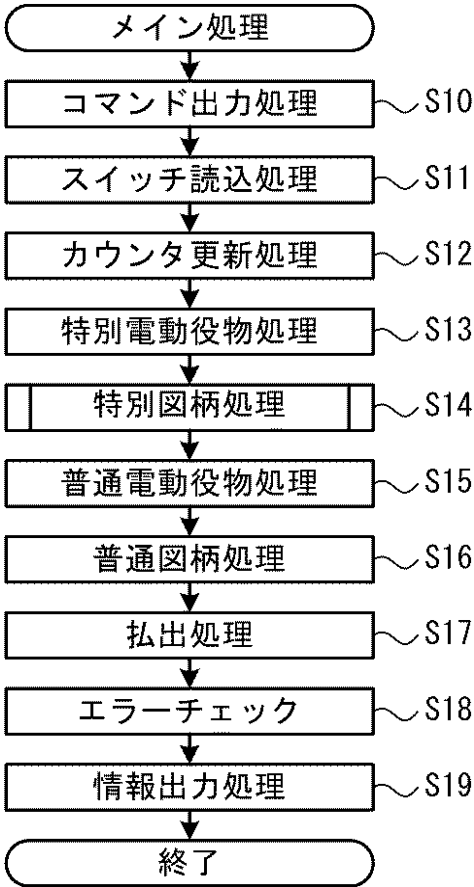 メイン処理
コマンド出力処理 S10
スイッチ読込処理 S11
カウンタ更新処理 S12
特別電動役物処理 S13
特別図柄処理 S14
普通電動役物処理 S15
普通図柄処理 S16
払出処理 S17
エラーチェック S18
情報出力処理 S19
終了